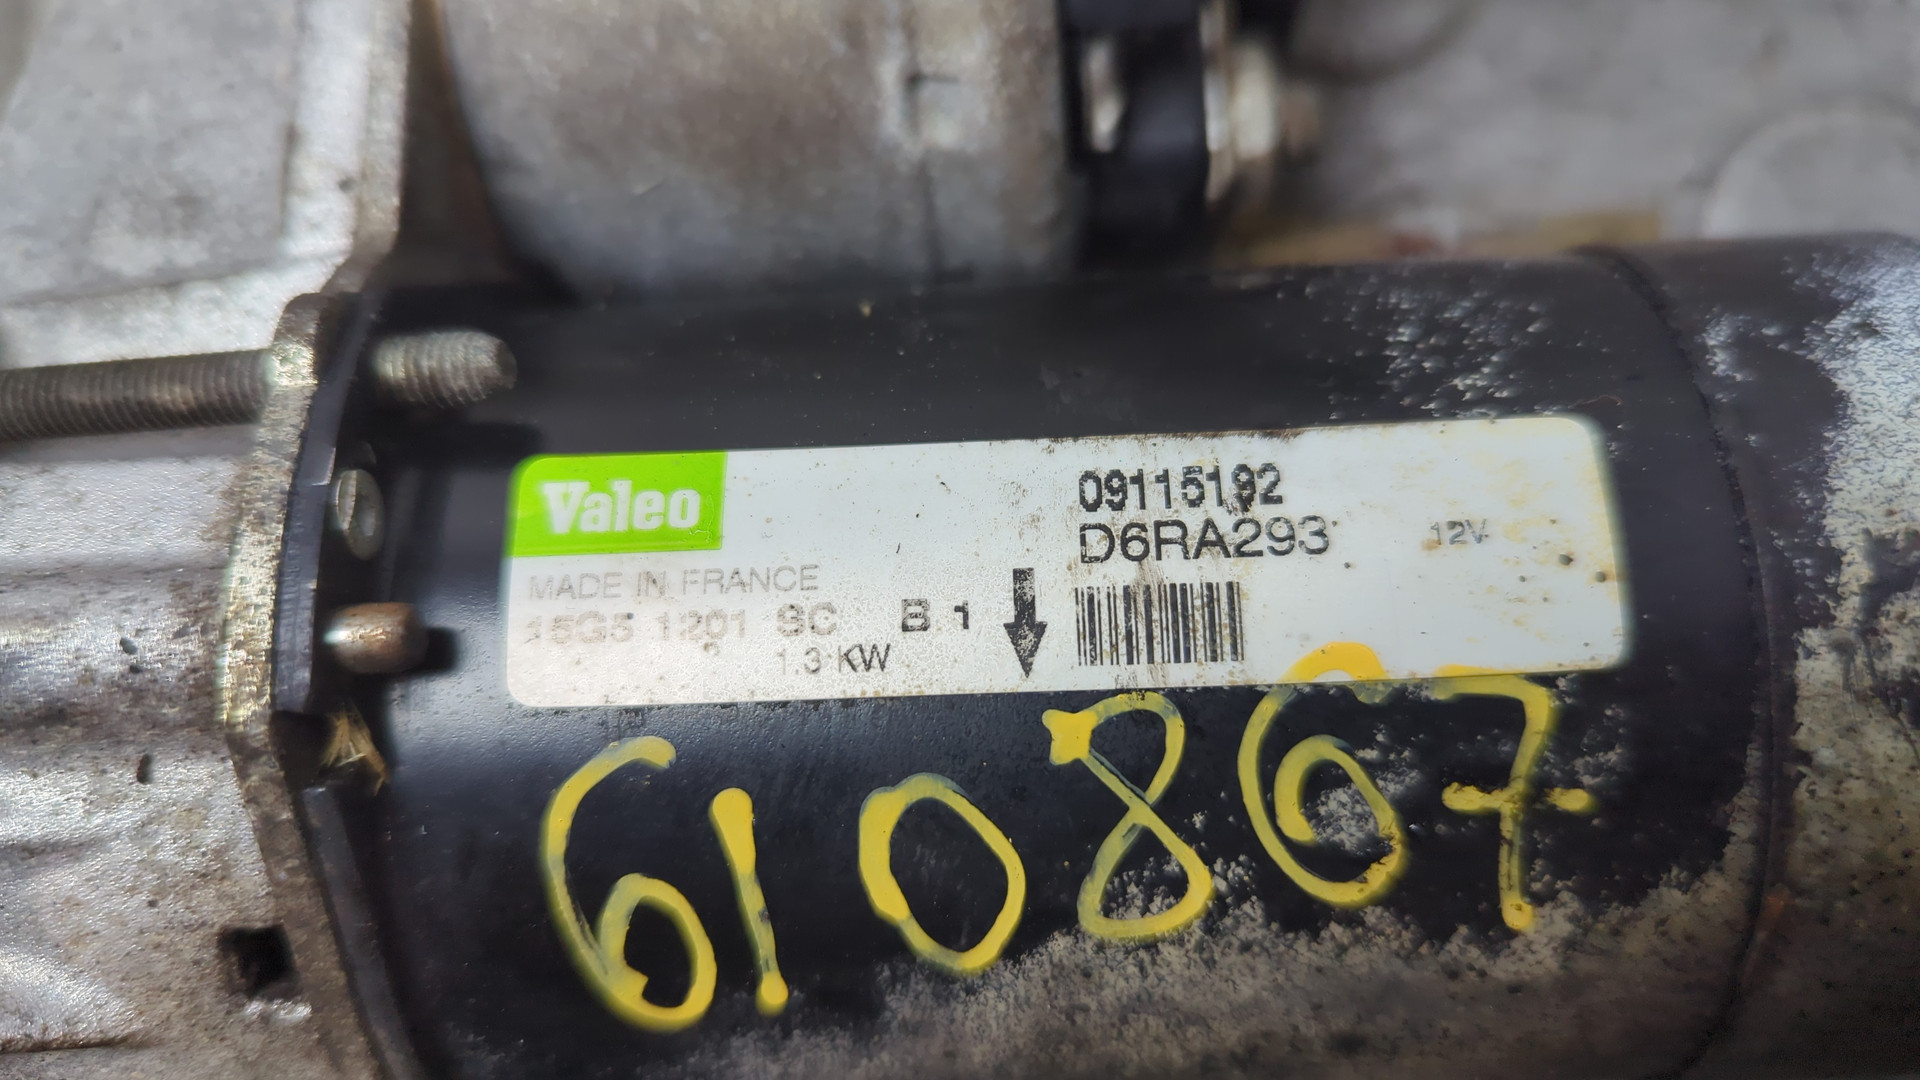 Valeo
09115192
D6RA293
12V
MADE IN FRANCE
15G5 1201 SC B 1
1.3 KW
610867